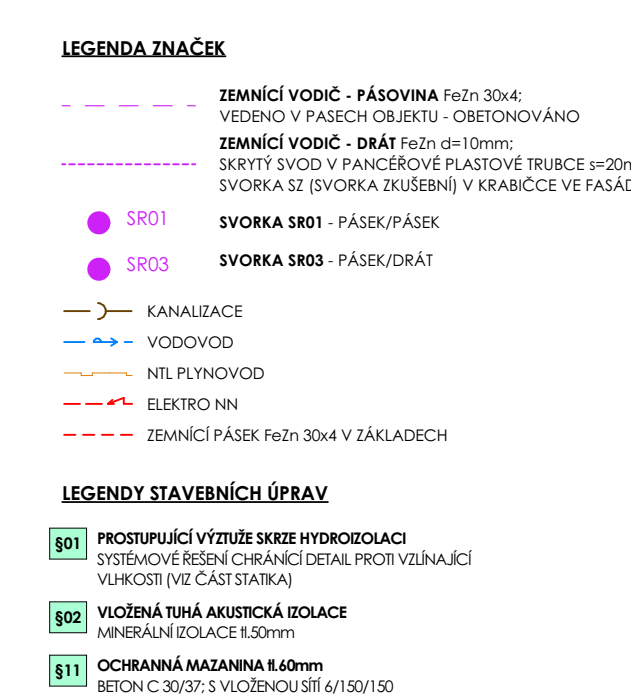 LEGENDA ZNAČEK
ZEMNÍCÍ VODIČ - PÁSOVINA FeZn 30x4;
VEDENO V PASECH OBJEKTU - OBETONOVÁNO
ZEMNÍCÍ VODIČ - DRÁT FeZn d=10mm;
SKRYTÝ SVOD V PANCÉŘOVÉ PLASTOVÉ TRUBCE
SVORKA SZ (SVORKA ZKUŠEBNÍ) V KRABIČCE VE
SR01 SVORKA SR01 - PÁSEK/PÁSEK
SR03 SVORKA SR03 - PÁSEK/DRÁT
KANALIZACE
VODOVOD
NTL PLYNOVOD
ELEKTRO NN
ZEMNÍCÍ PÁSEK FeZn 30x4 V ZÁKLADECH
LEGENDY STAVEBNÍCH ÚPRAV
§01 PROSTUPUJÍCÍ VÝZTUŽE SKRZE HYDROIZOLACI
SYSTÉMOVÉ ŘEŠENÍ CHRÁNÍCÍ DETAIL PROTI VZLÍNAJÍCÍ
VLHKOSTI (VIZ ČÁST STATIKA)
§02 VLOŽENÁ TUHÁ AKUSTICKÁ IZOLACE
MINERÁLNÍ IZOLACE tl.50mm
§11 OCHRANNÁ MAZANINA tl.60mm
BETON C 30/37; S VLOŽENOU SÍTÍ 6/150/150